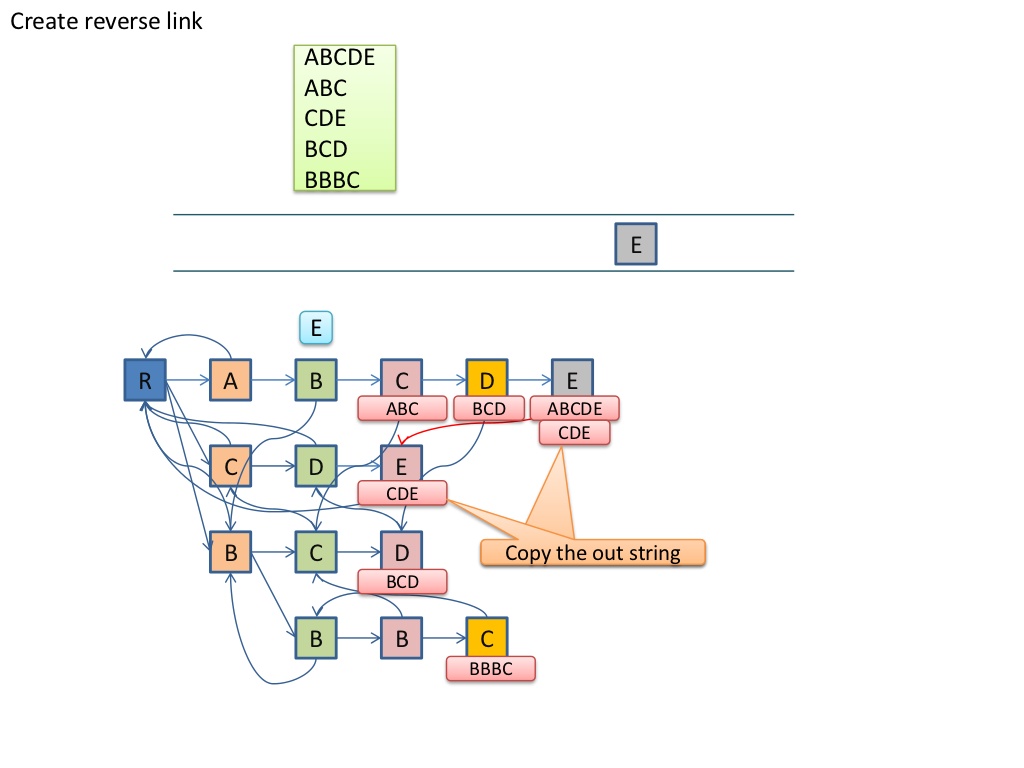 Create reverse link
ABCDE
ABC
CDE
BCD
BBBC
E
E
R A B C D E
ABC BCD ABCDE
CDE
C D E
CDE
B C D
Copy the out string
BCD
B B C
BBBC